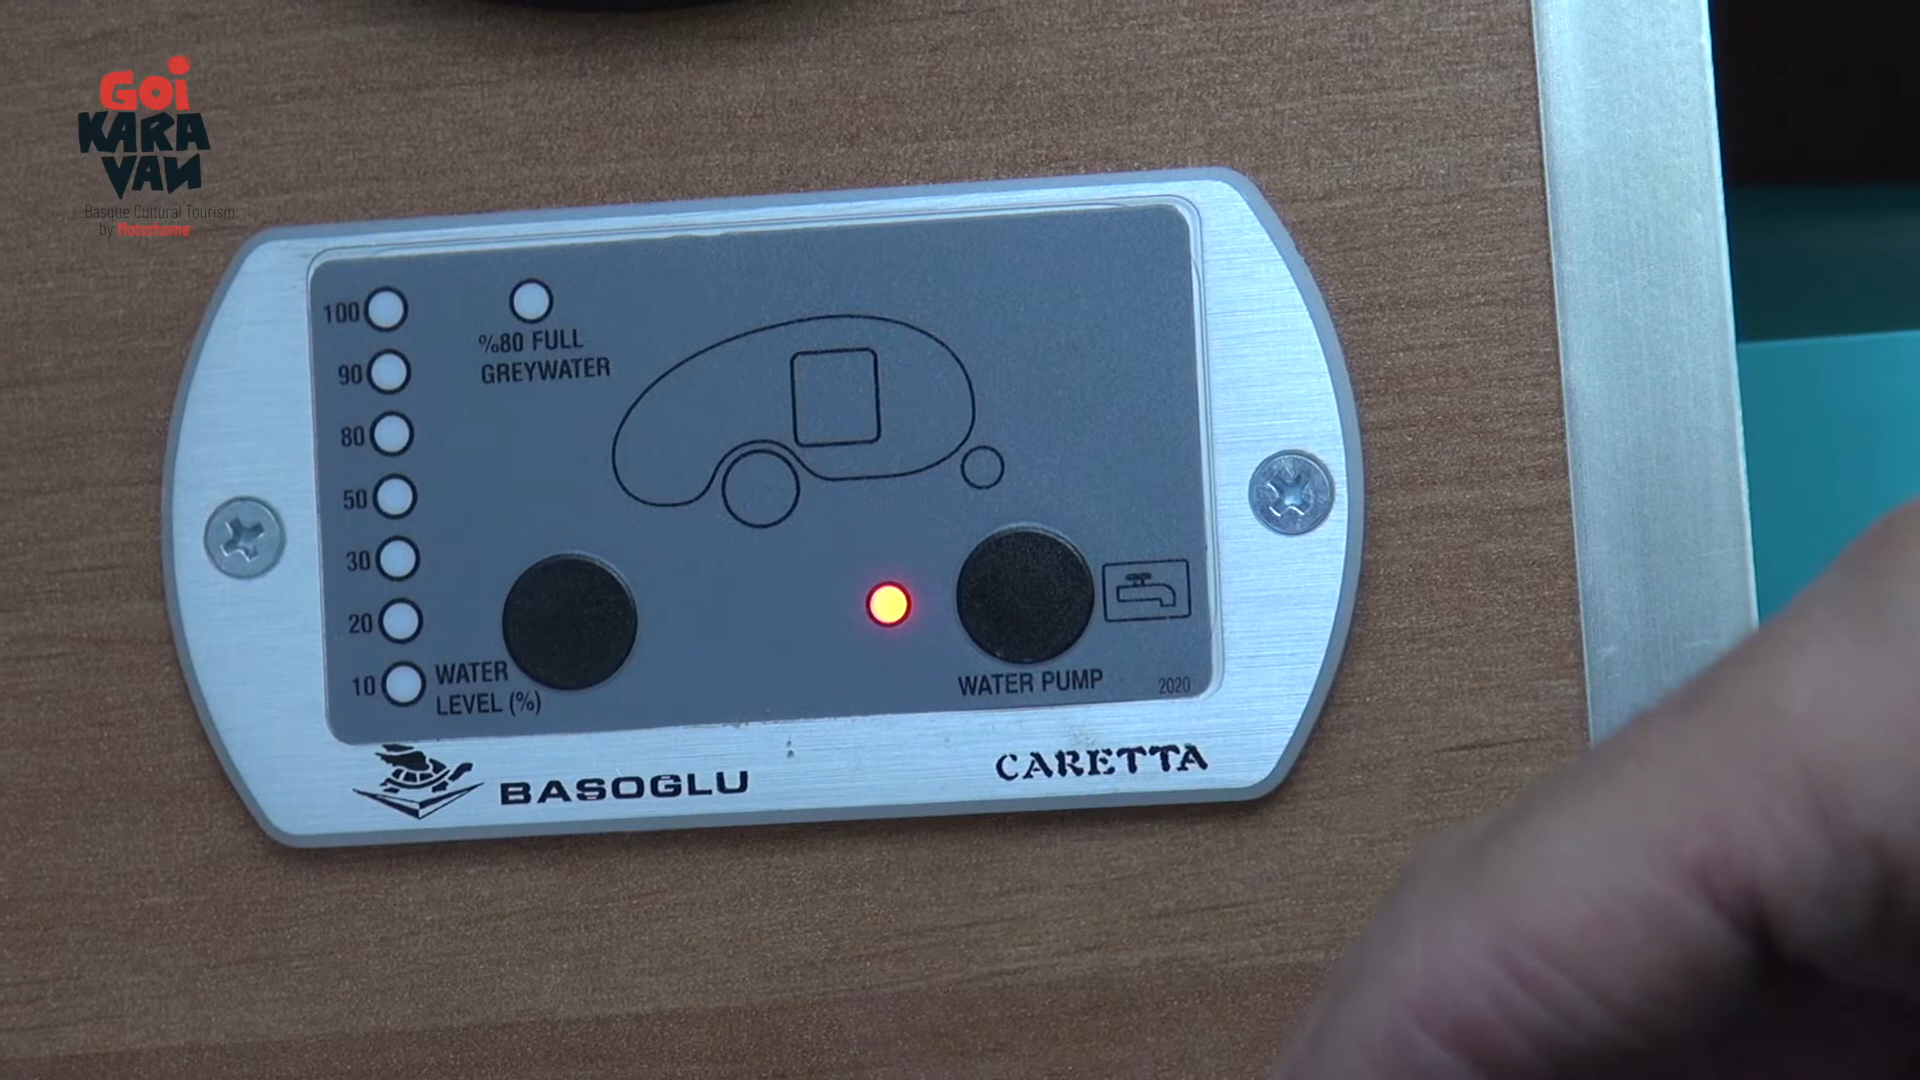 Goi
KARA
VAN
Basque Cultural Tourism
by Motorhome
100
%80 FULL
GREYWATER
90
80
50
30
20
10
WATER
LEVEL (%)
WATER PUMP
2020
BASOGLU
CARETTA